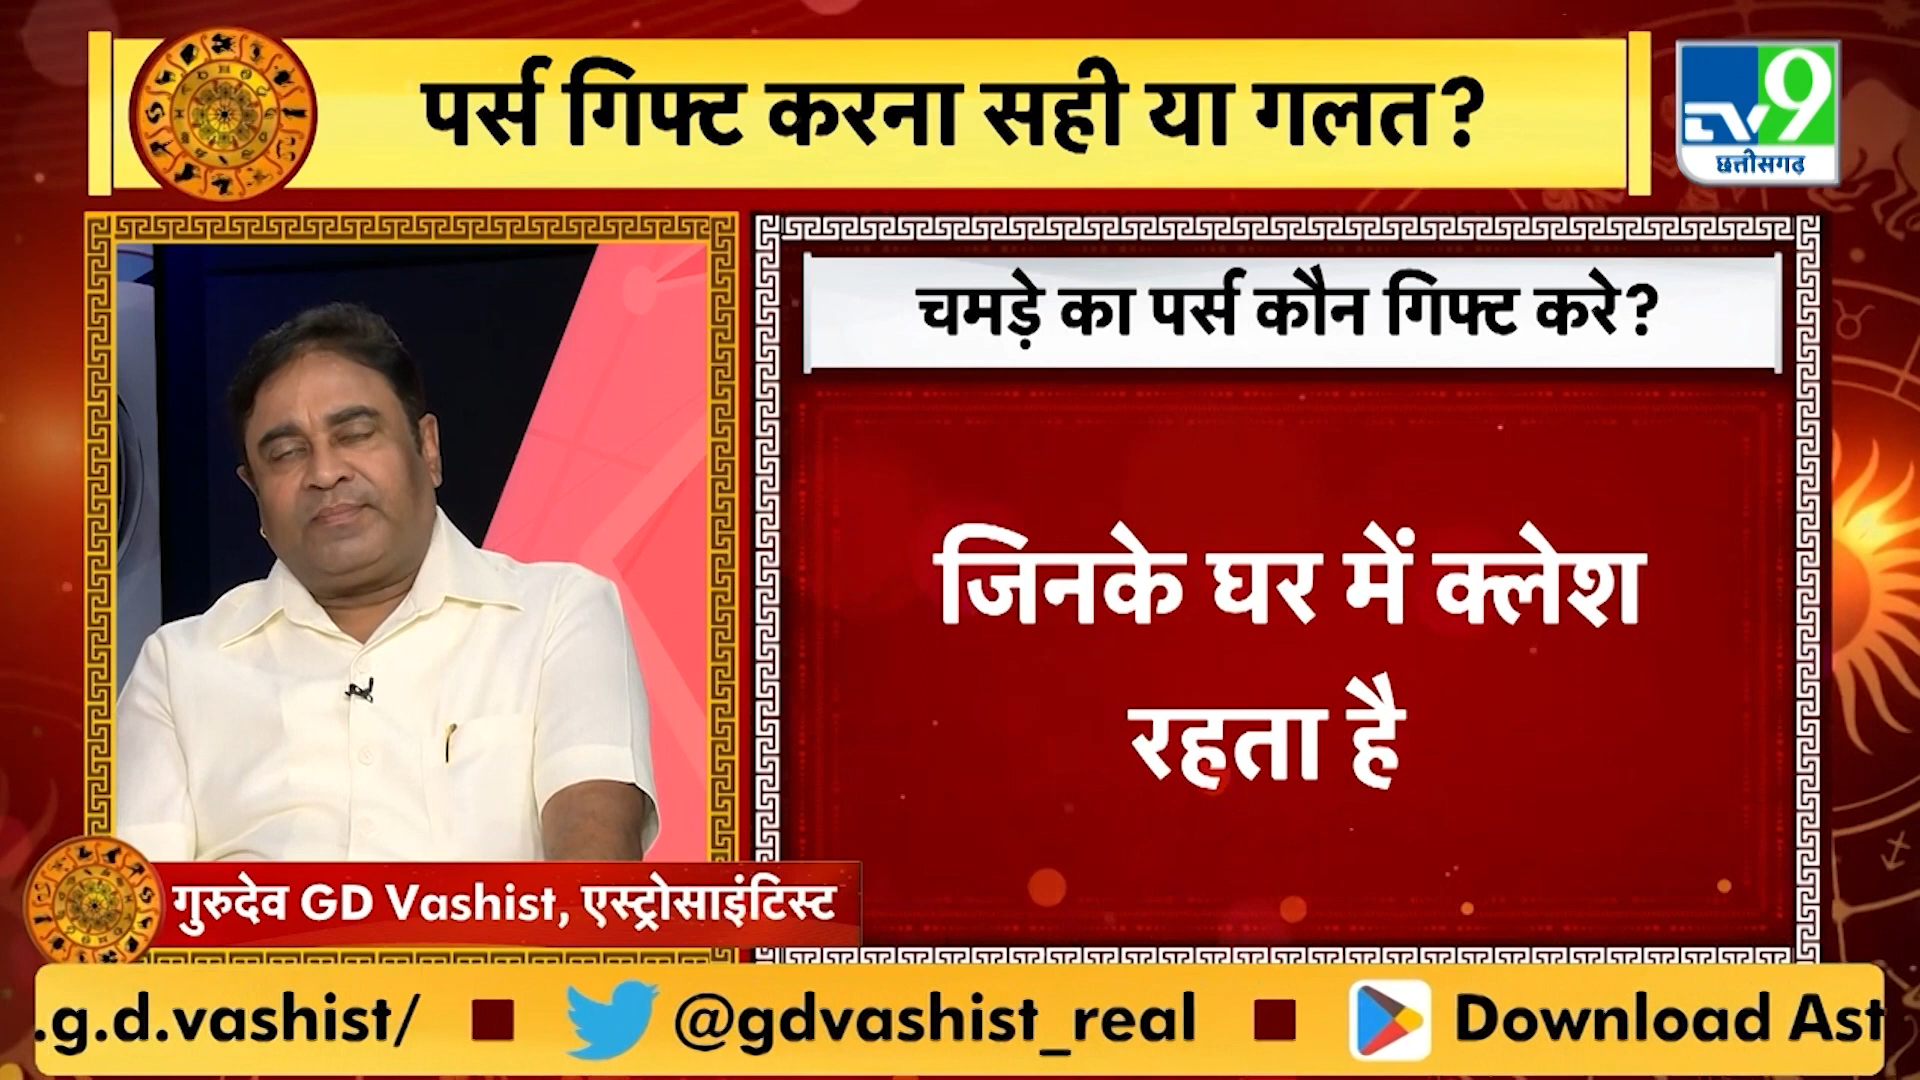 पर्स गिफ्ट करना सही या गलत?
TV9
छत्तीसगढ़
चमड़े का पर्स कौन गिफ्ट करे?
जिनके घर में क्लेश
रहता है
गुरुदेव GD Vashist, एस्ट्रोसाइंटिस्ट
.g.d.vashist/ @gdvashist_real Download Ast